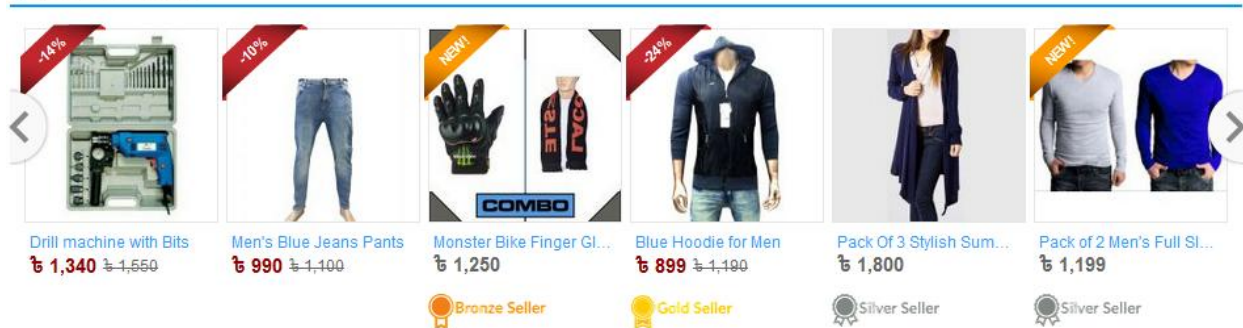 -14%
-10%
NEW!
-24%
NEW!
COMBO
Drill machine with Bits
৳ 1,340 ৳ 1,550
Men's Blue Jeans Pants
৳ 990 ৳ 1,100
Monster Bike Finger Gl...
৳ 1,250
Bronze Seller
Blue Hoodie for Men
৳ 899 ৳ 1,190
Gold Seller
Pack Of 3 Stylish Sum...
৳ 1,800
Silver Seller
Pack of 2 Men's Full Sl...
৳ 1,199
Silver Seller